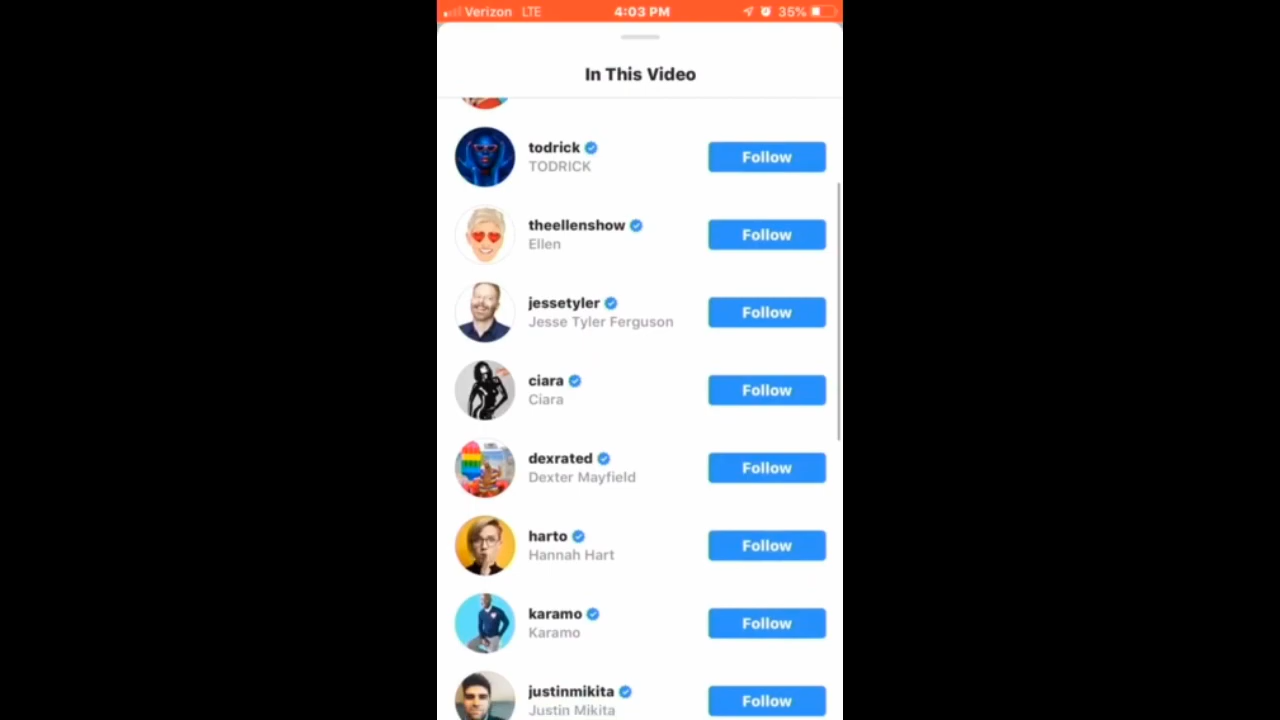 Verizon LTE 4:03 PM 35%
In This Video
todrick
TODRICK
Follow
theellenshow
Ellen
Follow
jessetyler
Jesse Tyler Ferguson
Follow
ciara
Ciara
Follow
dexrated
Dexter Mayfield
Follow
harto
Hannah Hart
Follow
karamo
Karamo
Follow
justinmikita
Justin Mikita
Follow